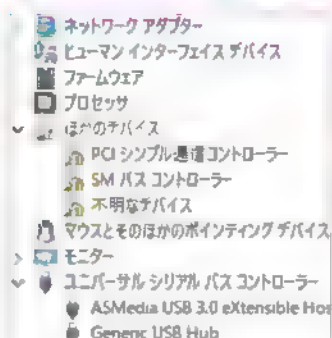 ネットワーク アダプター
ヒューマン インターフェイス デバイス
ファームウェア
プロセッサ
ほかのデバイス
PCI シンプル通信コントローラー
SM バス コントローラー
不明なデバイス
マウスとそのほかのポインティング デバイス
モニター
ユニバーサル シリアル バス コントローラー
ASMedia USB 3.0 eXtensible Hos
Generic USB Hub